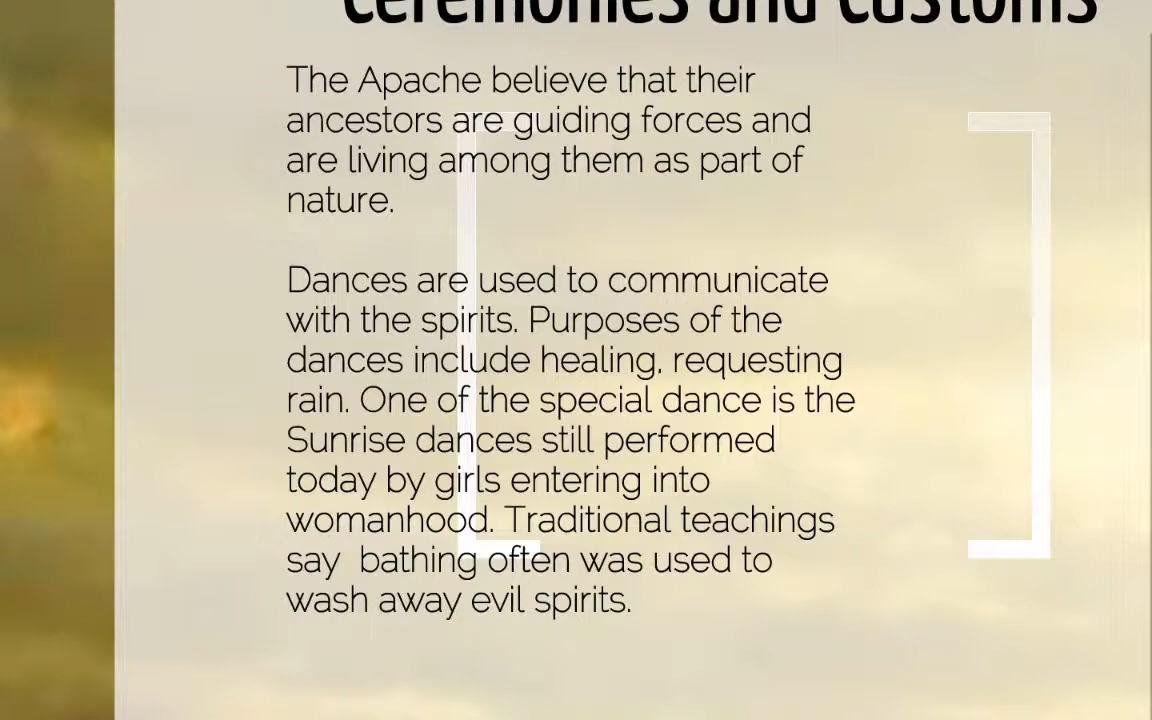 Ceremonies and Customs
The Apache believe that their
ancestors are guiding forces and
are living among them as part of
nature.
Dances are used to communicate
with the spirits. Purposes of the
dances include healing, requesting
rain. One of the special dance is the
Sunrise dances still performed
today by girls entering into
womanhood. Traditional teachings
say  bathing often was used to
wash away evil spirits.